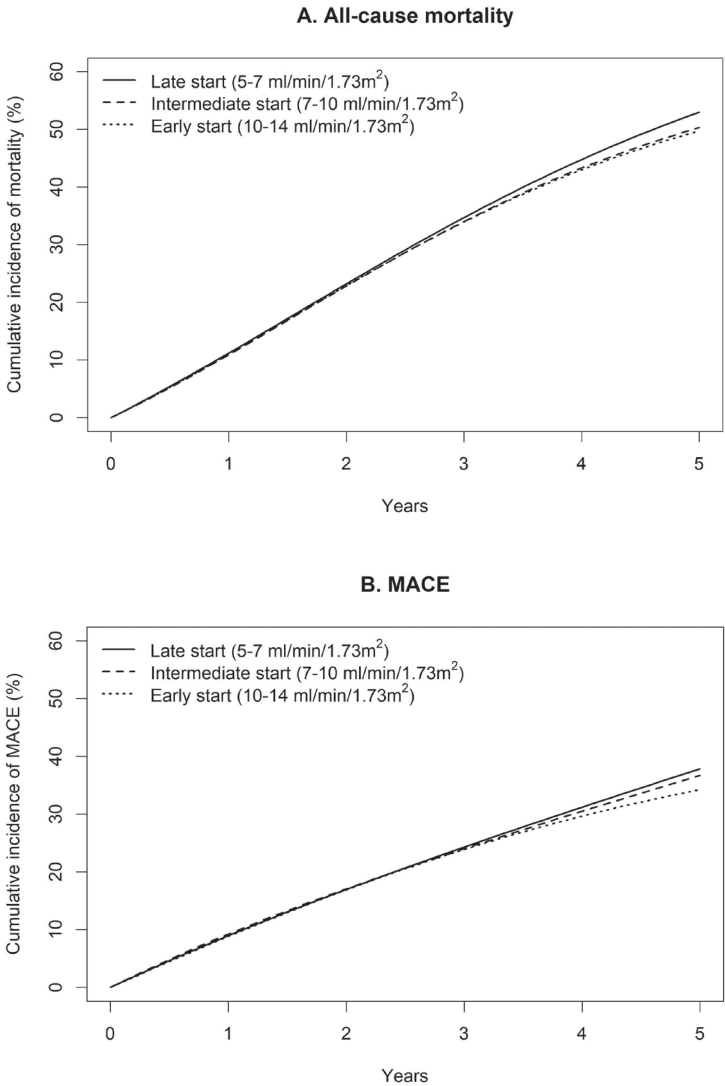 A. All-cause mortality
Cumulative incidence of mortality (%)
60
50
40
30
20
10
0
Late start (5-7 ml/min/1.73m²)
Intermediate start (7-10 ml/min/1.73m²)
Early start (10-14 ml/min/1.73m²)
0 1 2 3 4 5
Years
B. MACE
Cumulative incidence of MACE (%)
60
50
40
30
20
10
0
Late start (5-7 ml/min/1.73m²)
Intermediate start (7-10 ml/min/1.73m²)
Early start (10-14 ml/min/1.73m²)
0 1 2 3 4 5
Years